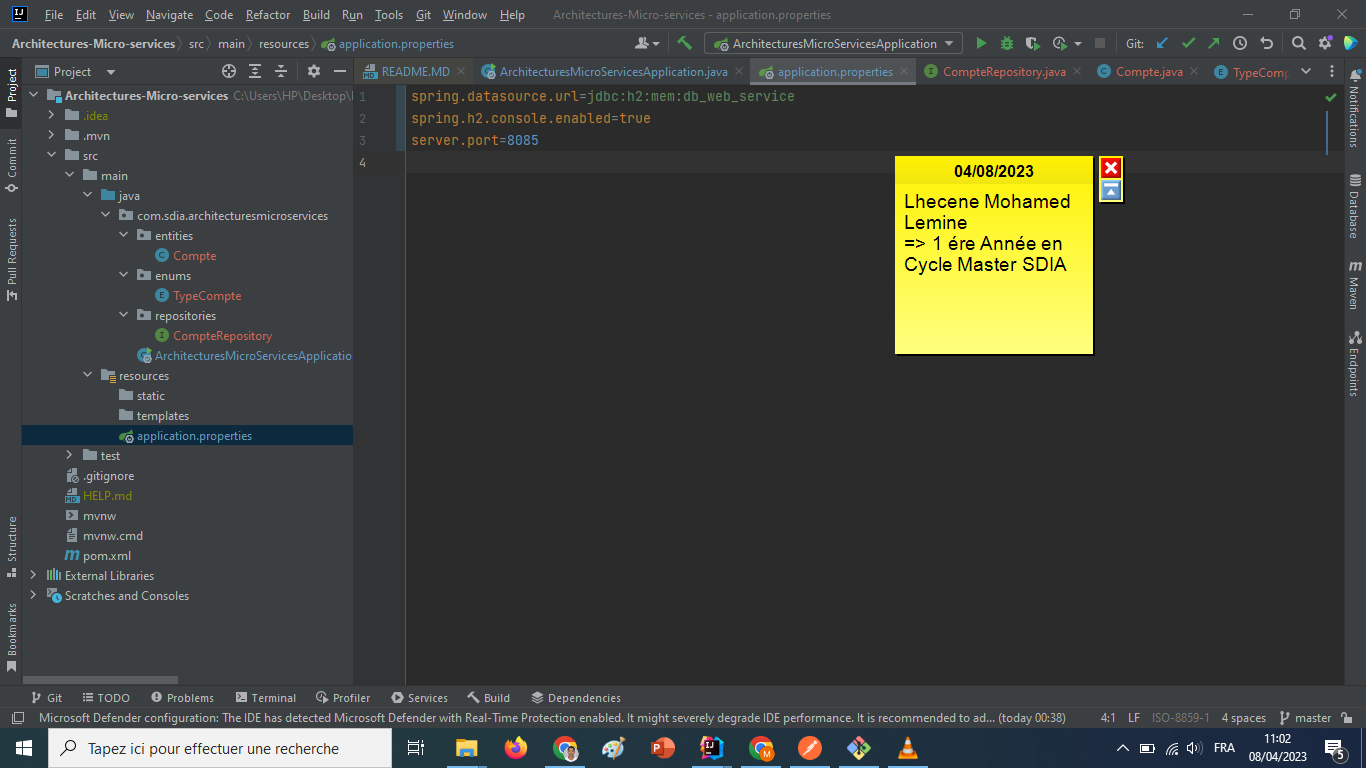 File Edit View Navigate Code Refactor Build Run Tools Git Window Help Architectures-Micro-services - application.properties
Architectures-Micro-services src main resources application.properties ArchitecturesMicroServicesApplication Git:
Project README.MD ArchitecturesMicroServicesApplication.java application.properties CompteRepository.java Compte.java TypeComp
Architectures-Micro-services C:\Users\HP\Desktop\
.idea
.mvn
src
main
java
com.sdia.architecturesmicroservices
entities
Compte
enums
TypeCompte
repositories
CompteRepository
ArchitecturesMicroServicesApplicatio
resources
static
templates
application.properties
test
.gitignore
HELP.md
mvnw
mvnw.cmd
pom.xml
External Libraries
Scratches and Consoles
1 spring.datasource.url=jdbc:h2:mem:db_web_service
2 spring.h2.console.enabled=true
3 server.port=8085
4
04/08/2023
Lhecene Mohamed
Lemine
=> 1 ére Année en
Cycle Master SDIA
Project
Commit
Pull Requests
Structure
Bookmarks
Notifications
Database
Maven
Endpoints
Git TODO Problems Terminal Profiler Services Build Dependencies
Microsoft Defender configuration: The IDE has detected Microsoft Defender with Real-Time Protection enabled. It might severely degrade IDE performance. It is recommended to ad... (today 00:38) 4:1 LF ISO-8859-1 4 spaces master
Tapez ici pour effectuer une recherche
FRA
11:02
08/04/2023
5